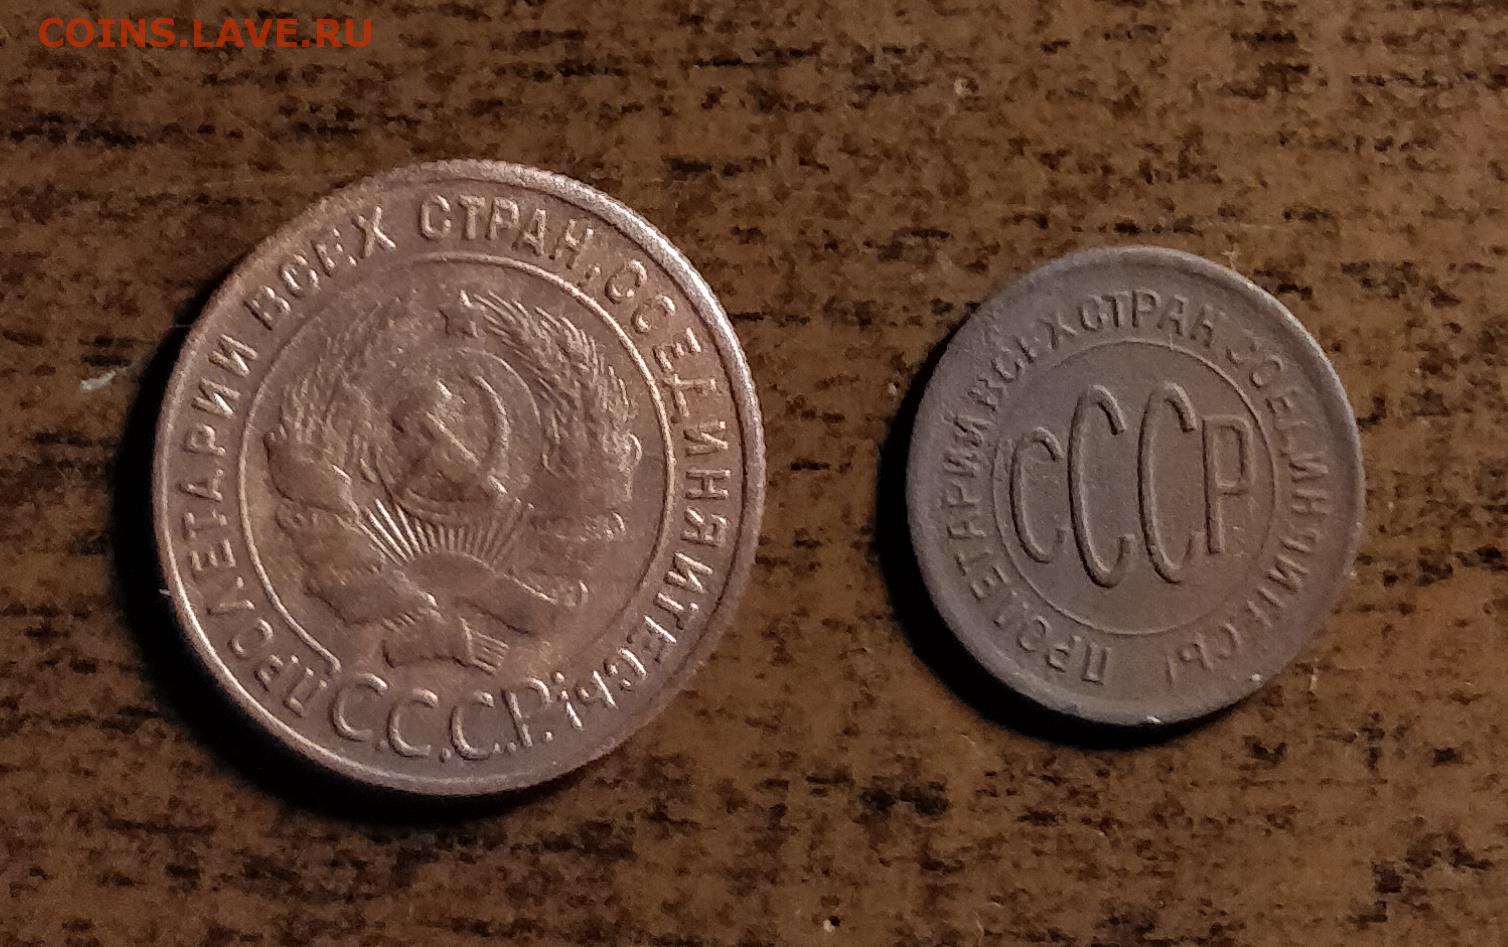 COINS.LAVE.RU
ПРОЛЕТАРИИ ВСЕХ СТРАН, СОЕДИНЯЙТЕСЬ!
С.С.С.Р.
ПРОЛЕТАРИИ ВСЕХ СТРАН, СОЕДИНЯЙТЕСЬ
СССР